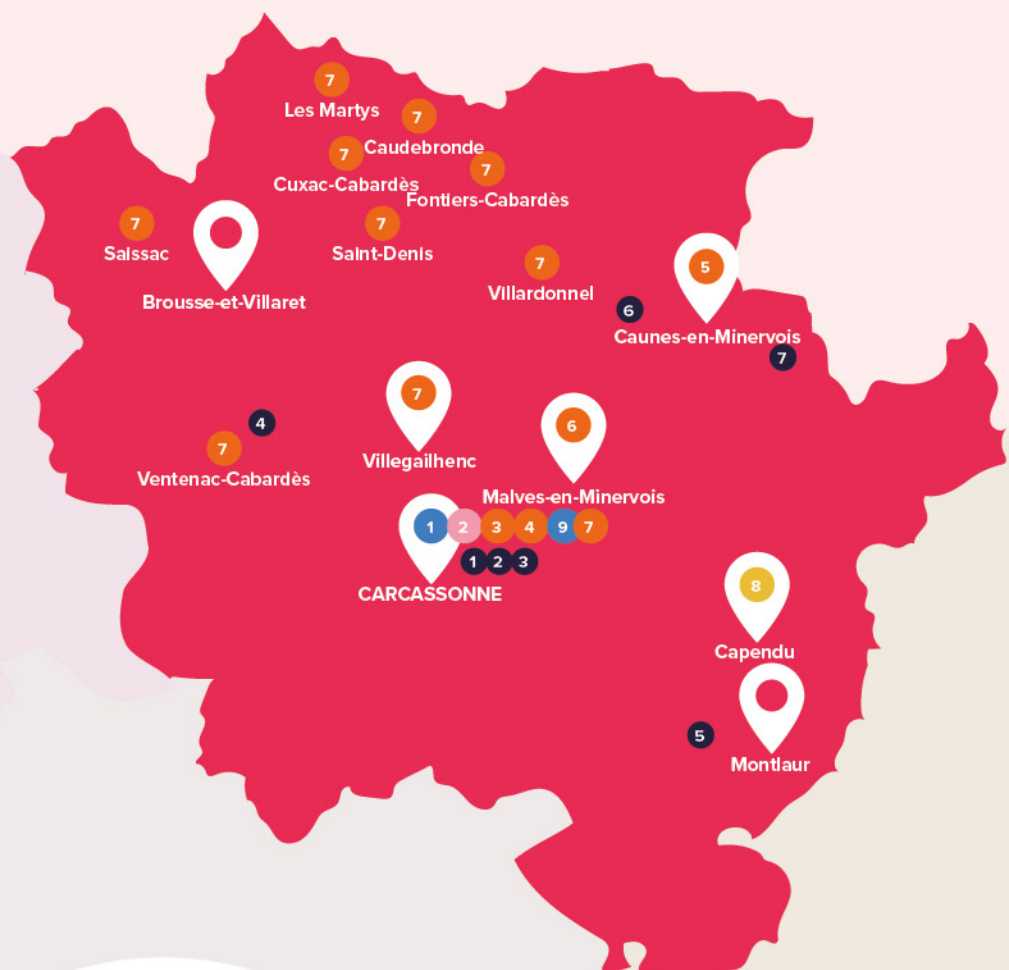 7
Les Martys
7
Caudebronde
7
Cuxac-Cabardès
7
Fontiers-Cabardès
7
Saissac
7
Saint-Denis
Brousse-et-Villaret
7
Villardonnel
5
6
Caunes-en-Minervois
7
7
Villegailhenc
6
Malves-en-Minervois
4
7
Ventenac-Cabardès
1 2 3 4 9 7
1 2 3
CARCASSONNE
8
Capendu
5
Montlaur